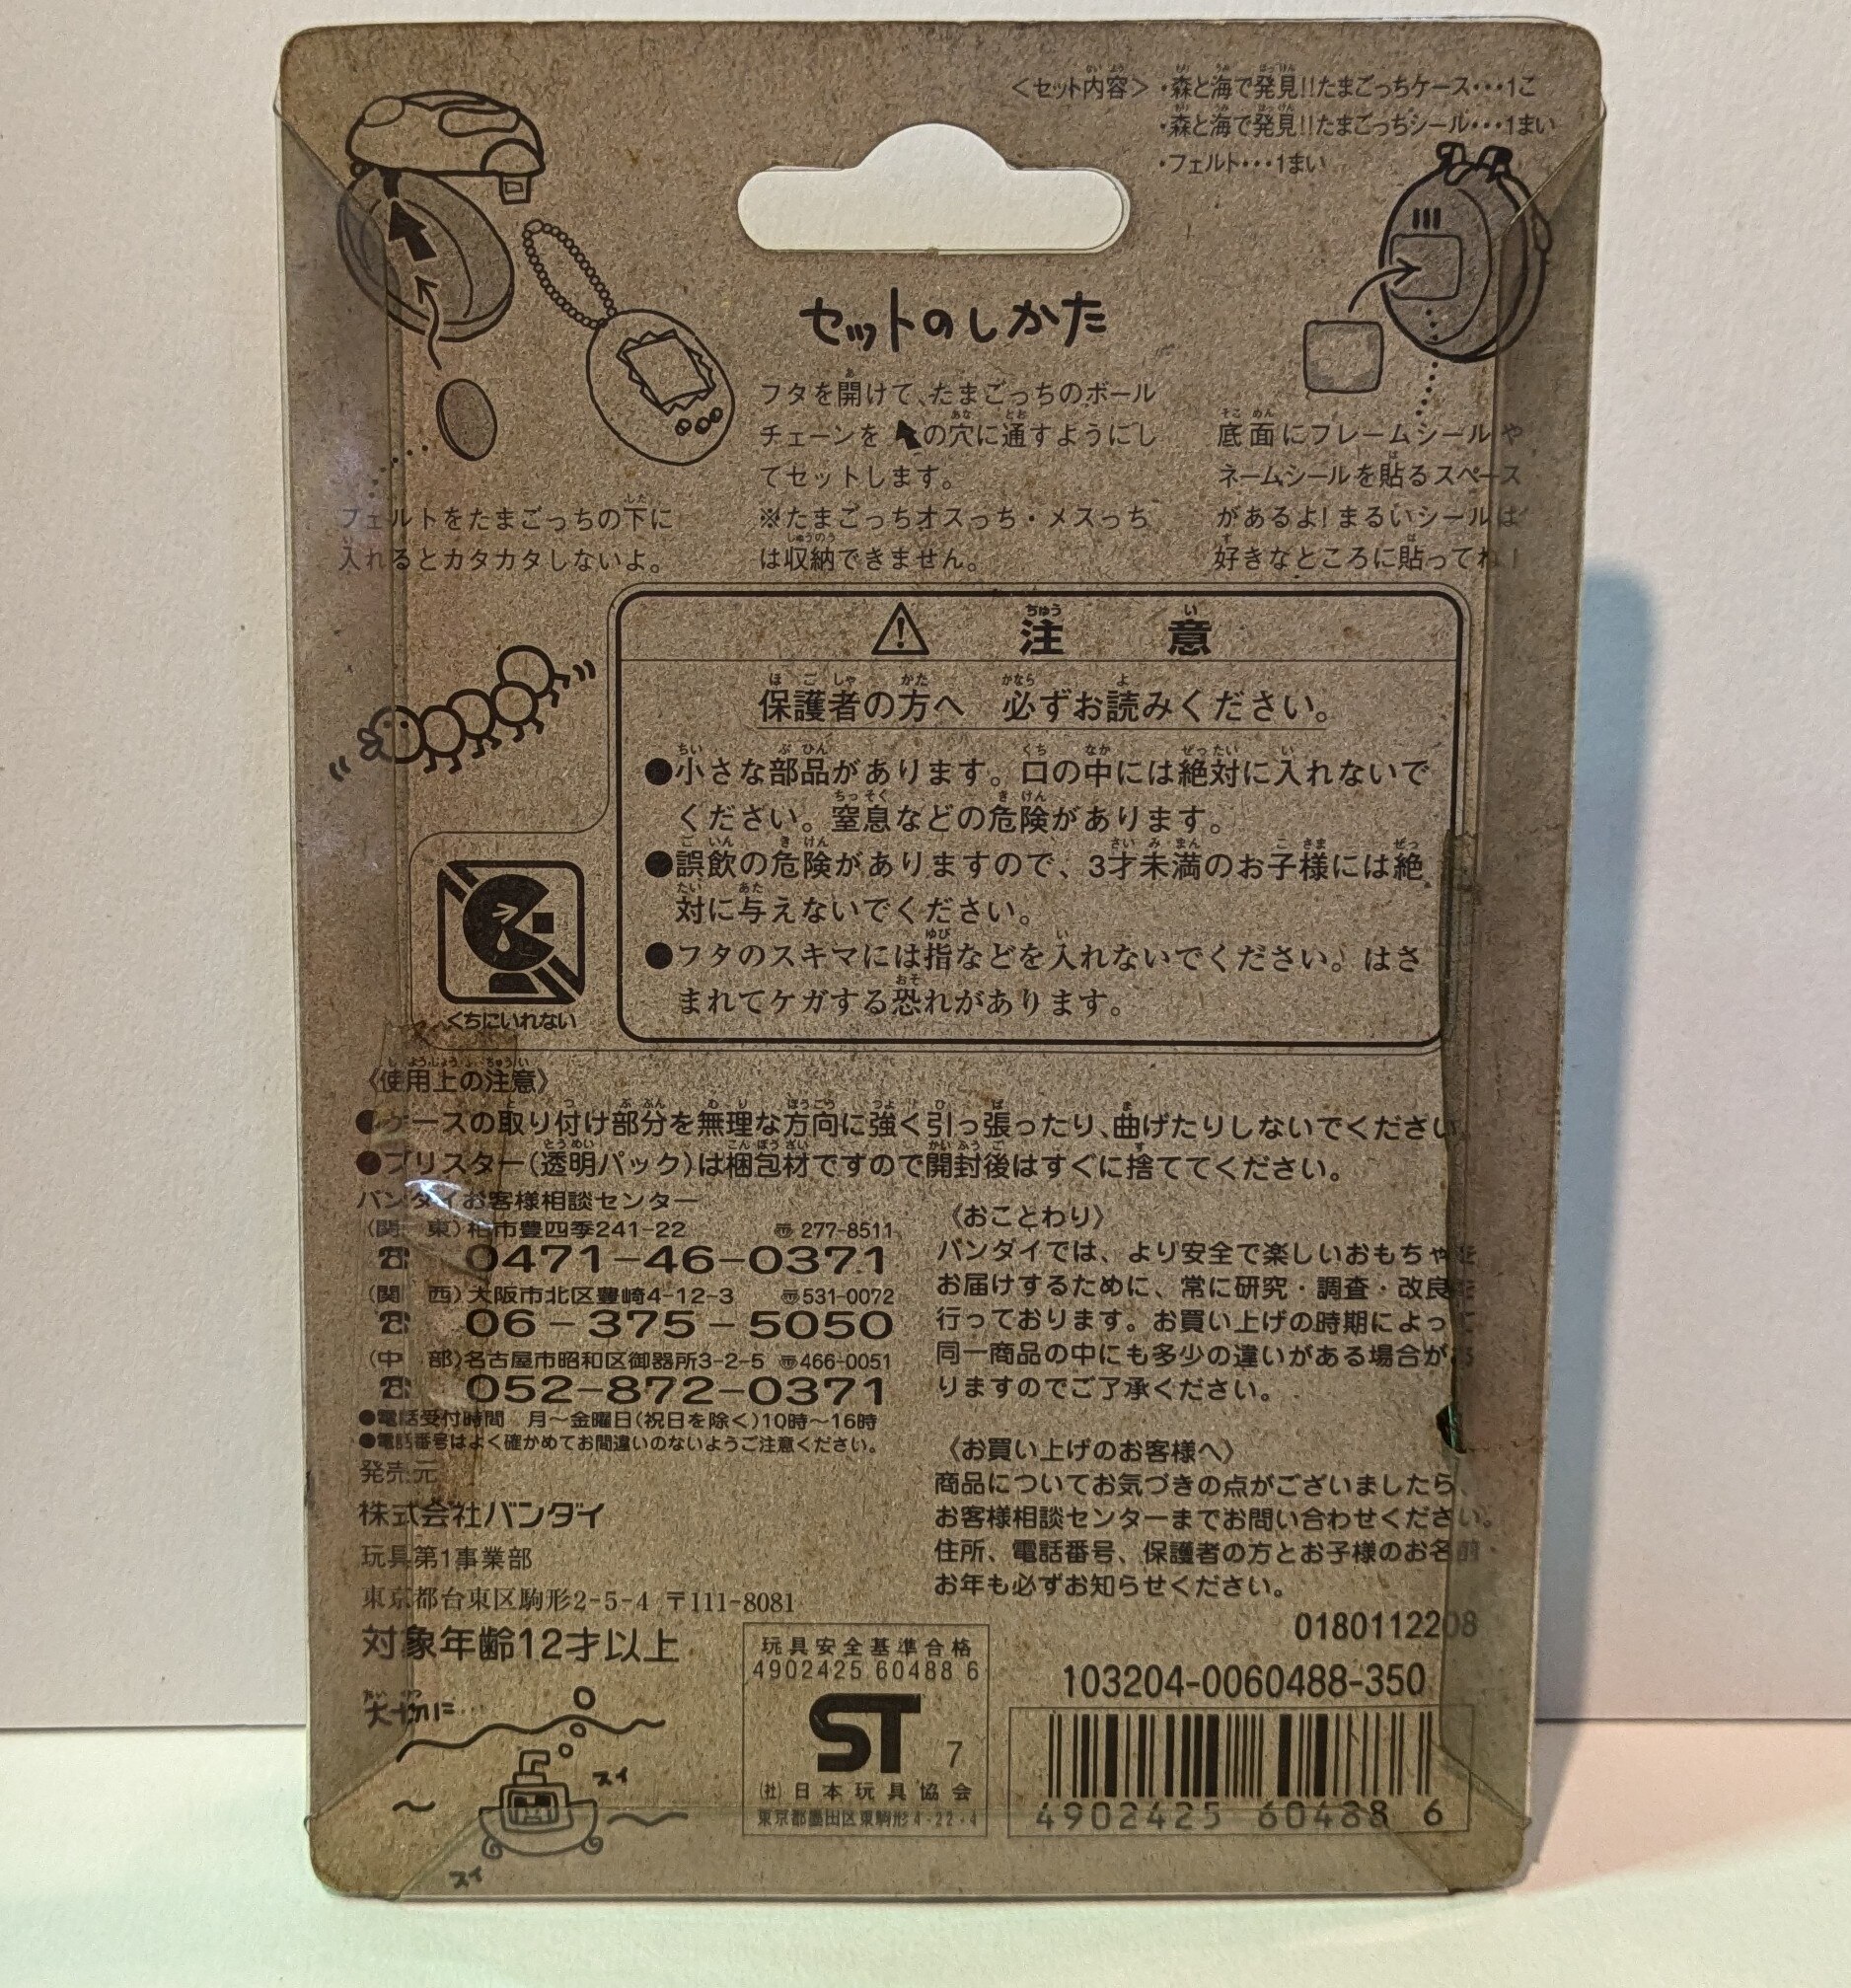 〈セット内容〉・森と海で発見!!たまごっちケース・・・1こ
・森と海で発見!!たまごっちシール・・・1まい
・フェルト・・・1まい
セットのしかた
フタを開けて、たまごっちのボール
チェーンを の穴に通すようにし
てセットします。
※たまごっちオスっち・メスっち
は収納できません。
底面にフレームシールや
ネームシールを貼るスペース
があるよ!まるいシールは
好きなところに貼ってね!
フェルトをたまごっちの下に
入れるとカタカタしないよ。
注意
保護者の方へ 必ずお読みください。
●小さな部品があります。口の中には絶対に入れないで
ください。窒息などの危険があります。
●誤飲の危険がありますので、3才未満のお子様には絶
対に与えないでください。
●フタのスキマには指などを入れないでください。はさ
まれてケガする恐れがあります。
くちにいれない
〈使用上の注意〉
●ケースの取り付け部分を無理な方向に強く引っ張ったり、曲げたりしないでください。
●ブリスター(透明パック)は梱包材ですので開封後はすぐに捨ててください。
バンダイお客様相談センター
(関 東)柏市豊四季241-22 〠277-8511
☎ 0471-46-0371
(関 西)大阪市北区豊崎4-12-3 〠531-0072
☎ 06-375-5050
(中 部)名古屋市昭和区御器所3-2-5 〠466-0051
☎ 052-872-0371
●電話受付時間 月〜金曜日(祝日を除く)10時〜16時
●電話番号はよく確かめてお間違いのないようご注意ください。
発売元
株式会社バンダイ
玩具第1事業部
東京都台東区駒形2-5-4 〒111-8081
対象年齢12才以上
〈おことわり〉
バンダイでは、より安全で楽しいおもちゃを
お届けするために、常に研究・調査・改良を
行っております。お買い上げの時期によって
同一商品の中にも多少の違いがある場合があ
りますのでご了承ください。
〈お買い上げのお客様へ〉
商品についてお気づきの点がございましたら、
お客様相談センターまでお問い合わせください。
住所、電話番号、保護者の方とお子様のお名前・
お年も必ずお知らせください。
0180112208
103204-0060488-350
4902425 60488 6
玩具安全基準合格
4902425 60488 6
ST 7
(社)日本玩具協会
東京都墨田区東駒形4-22-4
大切に…
スイ
スイ